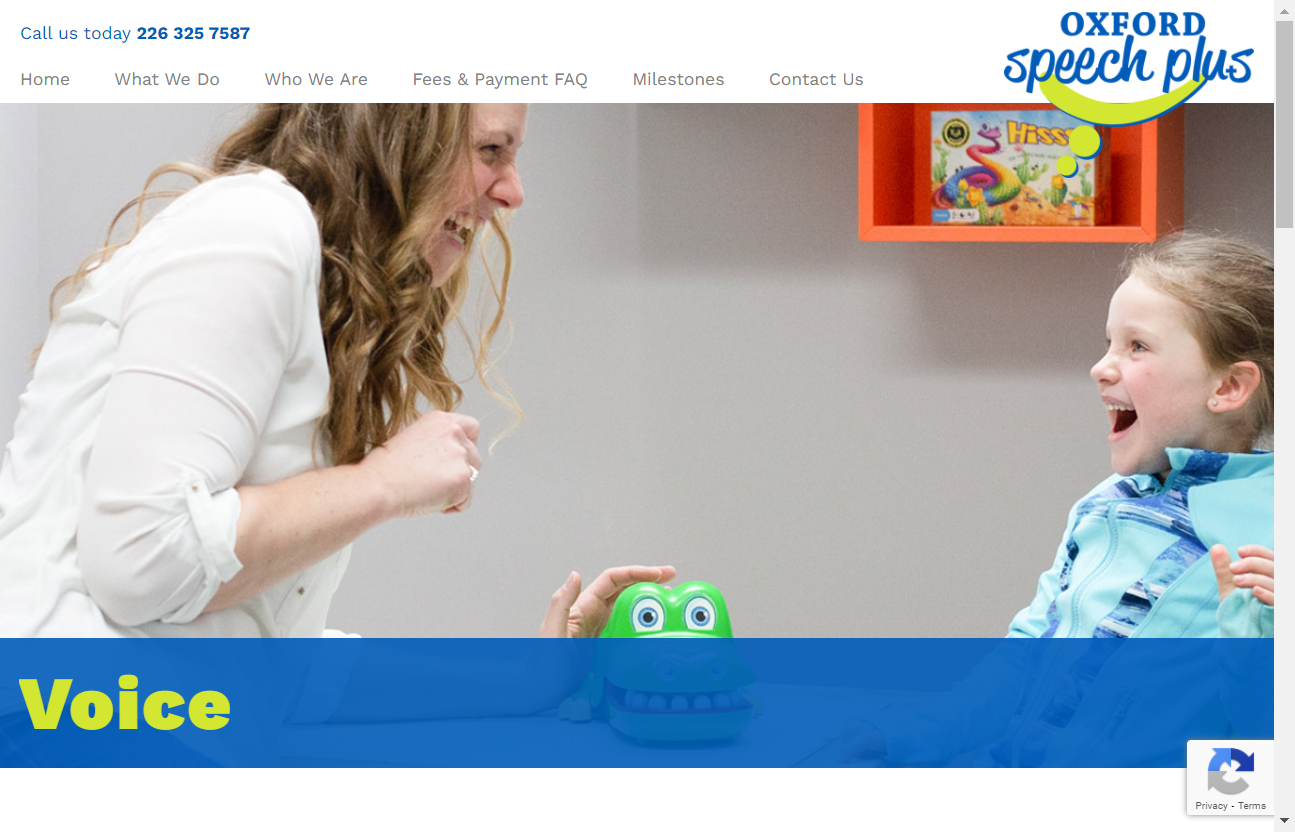 Call us today 226 325 7587
Home What We Do Who We Are Fees & Payment FAQ Milestones Contact Us
OXFORD
speech plus
Hisss
Voice
Privacy - Terms